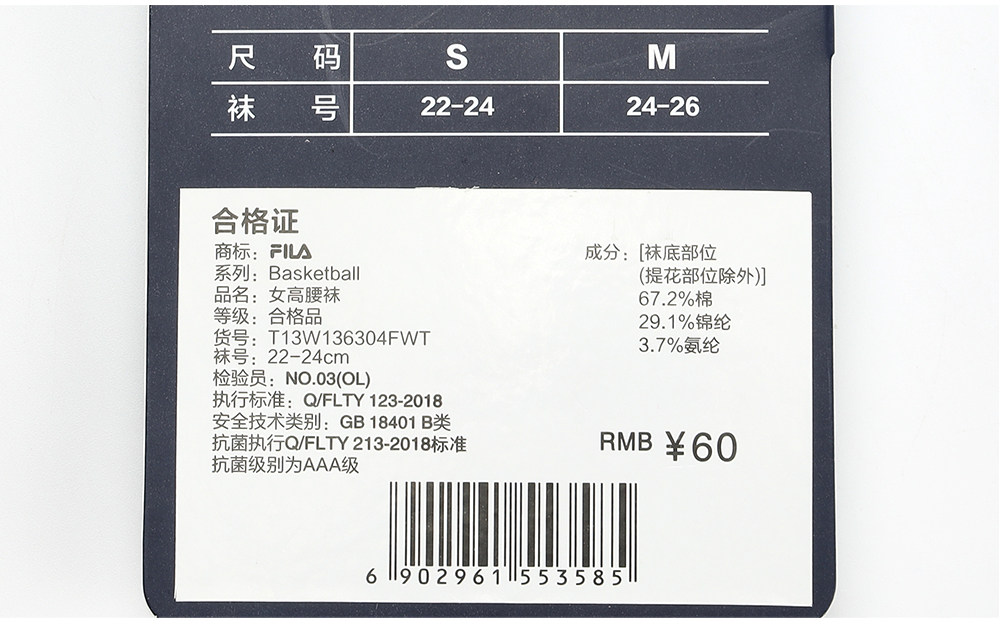 尺 码 S M
袜 号 22-24 24-26
合格证
商标：FILA
系列：Basketball
品名：女高腰袜
等级：合格品
货号：T13W136304FWT
袜号：22-24cm
检验员：NO.03(OL)
执行标准：Q/FLTY 123-2018
安全技术类别：GB 18401 B类
抗菌执行Q/FLTY 213-2018标准
抗菌级别为AAA级
成分：[袜底部位
(提花部位除外)]
67.2%棉
29.1%锦纶
3.7%氨纶
RMB ¥60
6 902961 553585